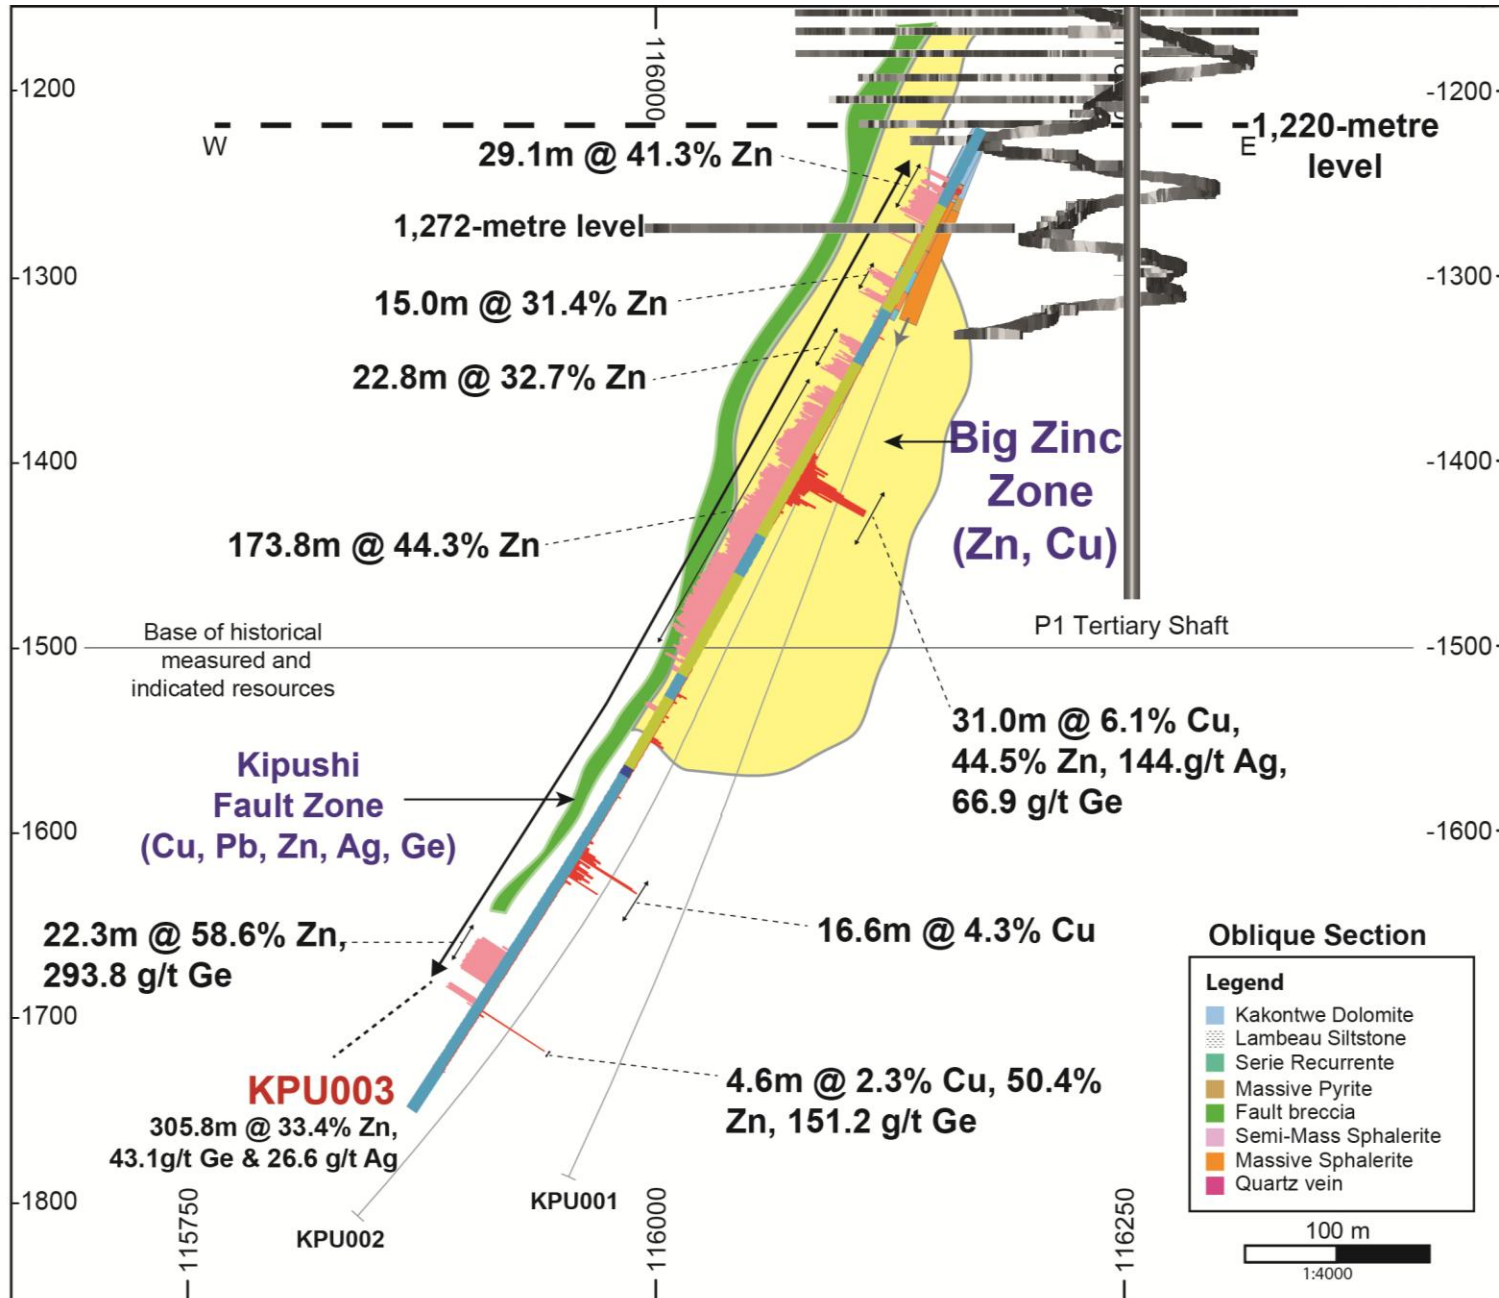 116000
-1200
-1200
W
E
1,220-metre
level
29.1m @ 41.3% Zn
1,272-metre level
-1300
-1300
15.0m @ 31.4% Zn
22.8m @ 32.7% Zn
-1400
-1400
Big Zinc
Zone
(Zn, Cu)
173.8m @ 44.3% Zn
Base of historical
measured and
indicated resources
P1 Tertiary Shaft
-1500
-1500
31.0m @ 6.1% Cu,
44.5% Zn, 144.g/t Ag,
66.9 g/t Ge
Kipushi
Fault Zone
(Cu, Pb, Zn, Ag, Ge)
-1600
-1600
22.3m @ 58.6% Zn,
293.8 g/t Ge
16.6m @ 4.3% Cu
-1700
KPU003
305.8m @ 33.4% Zn,
43.1g/t Ge & 26.6 g/t Ag
4.6m @ 2.3% Cu, 50.4%
Zn, 151.2 g/t Ge
-1800
KPU002
KPU001
115750
116000
116250
Oblique Section
Legend
Kakontwe Dolomite
Lambeau Siltstone
Serie Recurrente
Massive Pyrite
Fault breccia
Semi-Mass Sphalerite
Massive Sphalerite
Quartz vein
100 m
1:4000